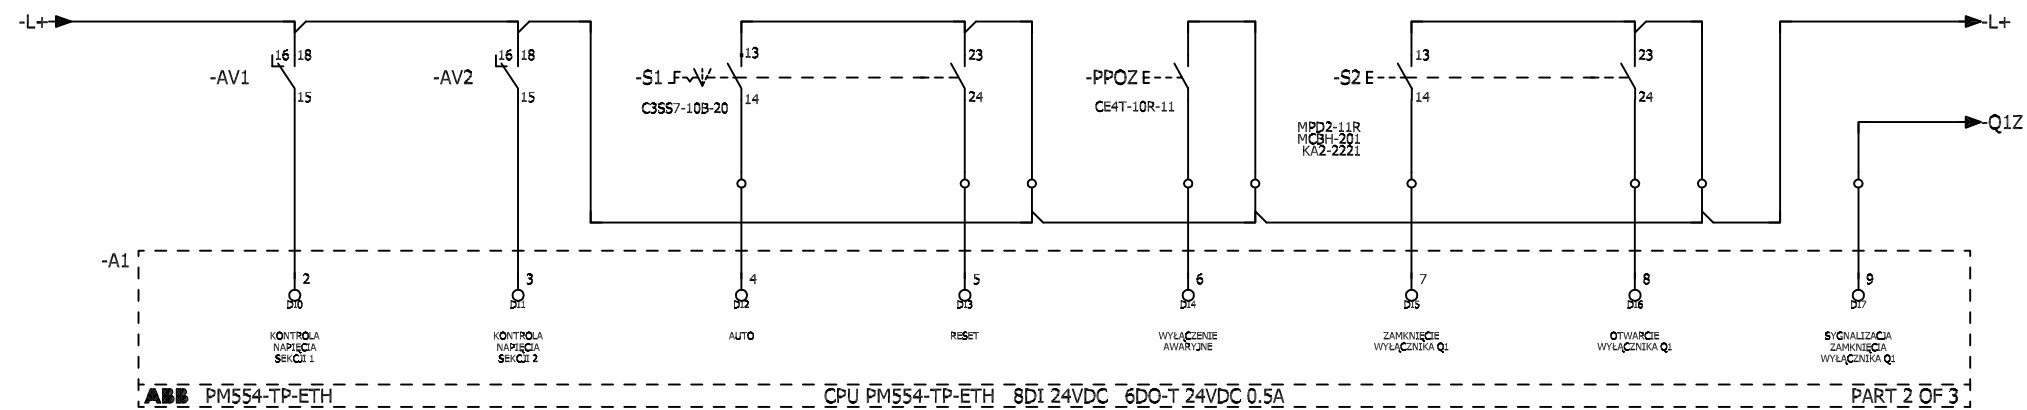 -L+
-L+
16 18
-AV1
15
16 18
-AV2
15
13
-S1
14
C3SS7-10B-20
23
24
-PPOZ E
CE4T-10R-11
13
-S2 E
14
MPD2-11R
MCBH-201
KA2-2221
23
24
-Q1Z
-A1
2
3
4
5
6
7
8
9
DI0
DI1
DI2
DI3
DI4
DI5
DI6
DI7
KONTROLA
NAPIĘCIA
SEKCJI 1
KONTROLA
NAPIĘCIA
SEKCJI 2
AUTO
RESET
WYŁĄCZENIE
AWARYJNE
ZAMKNIĘCIE
WYŁĄCZNIKA Q1
OTWARCIE
WYŁĄCZNIKA Q1
SYGNALIZACJA
ZAMKNIĘCIA
WYŁĄCZNIKA Q1
ABB PM554-TP-ETH
CPU PM554-TP-ETH 8DI 24VDC 6DO-T 24VDC 0.5A
PART 2 OF 3